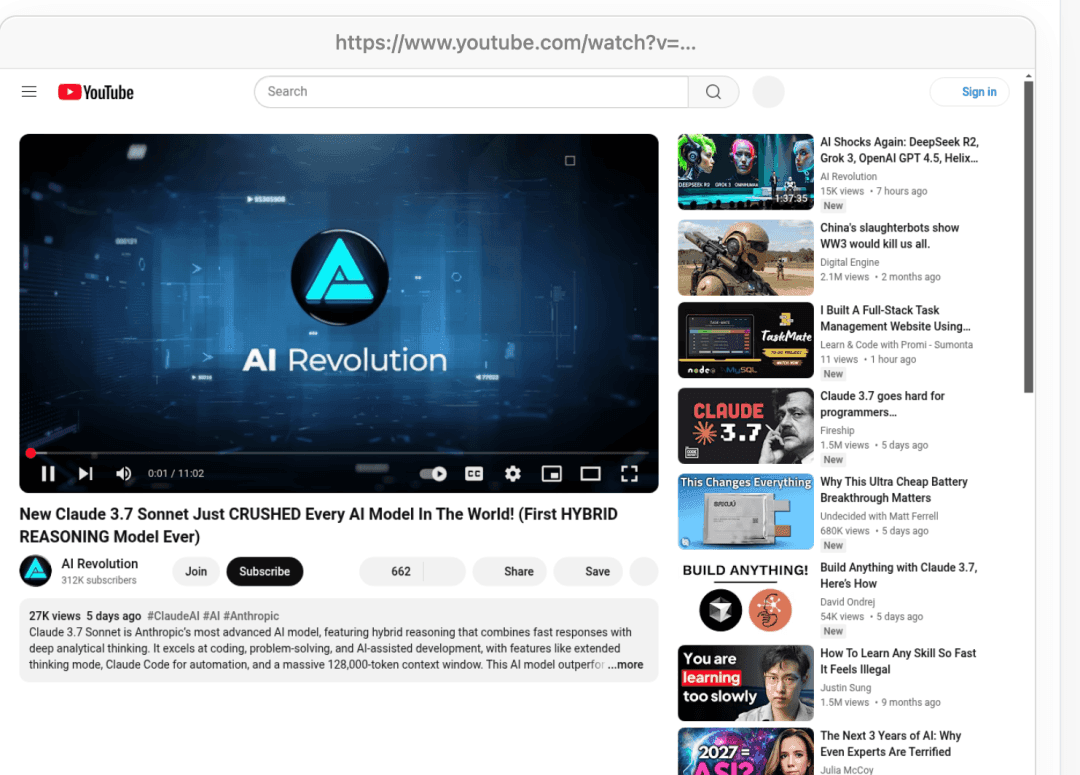 https://www.youtube.com/watch?v=...
YouTube
Search
Sign in
95305900
AI Revolution
0:01 / 11:02
CC
New Claude 3.7 Sonnet Just CRUSHED Every AI Model In The World! (First HYBRID
REASONING Model Ever)
AI Revolution
312K subscribers
Join
Subscribe
662
Share
Save
27K views 5 days ago #ClaudeAI #AI #Anthropic
Claude 3.7 Sonnet is Anthropic's most advanced AI model, featuring hybrid reasoning that combines fast responses with
deep analytical thinking. It excels at coding, problem-solving, and AI-assisted development, with features like extended
thinking mode, Claude Code for automation, and a massive 128,000-token context window. This AI model outperfor ...more
DEEPSEEK R2 GROK 3
1:37:35
AI Shocks Again: DeepSeek R2,
Grok 3, OpenAI GPT 4.5, Helix...
AI Revolution
15K views • 7 hours ago
New
China's slaughterbots show
WW3 would kill us all.
Digital Engine
2.1M views • 2 months ago
TaskMate
node
MySQL
I Built A Full-Stack Task
Management Website Using...
Learn & Code with Promi - Sumonta
11 views • 1 hour ago
New
CLAUDE
3.7
Claude 3.7 goes hard for
programmers...
Fireship
1.5M views • 5 days ago
New
This Changes Everything
Why This Ultra Cheap Battery
Breakthrough Matters
Undecided with Matt Ferrell
680K views • 5 days ago
New
BUILD ANYTHING!
Build Anything with Claude 3.7,
Here's How
David Ondrej
54K views • 5 days ago
New
You are
learning
too slowly
How To Learn Any Skill So Fast
It Feels Illegal
Justin Sung
1.5M views • 9 months ago
2027 =
ASI?
The Next 3 Years of AI: Why
Even Experts Are Terrified
Julia McCoy